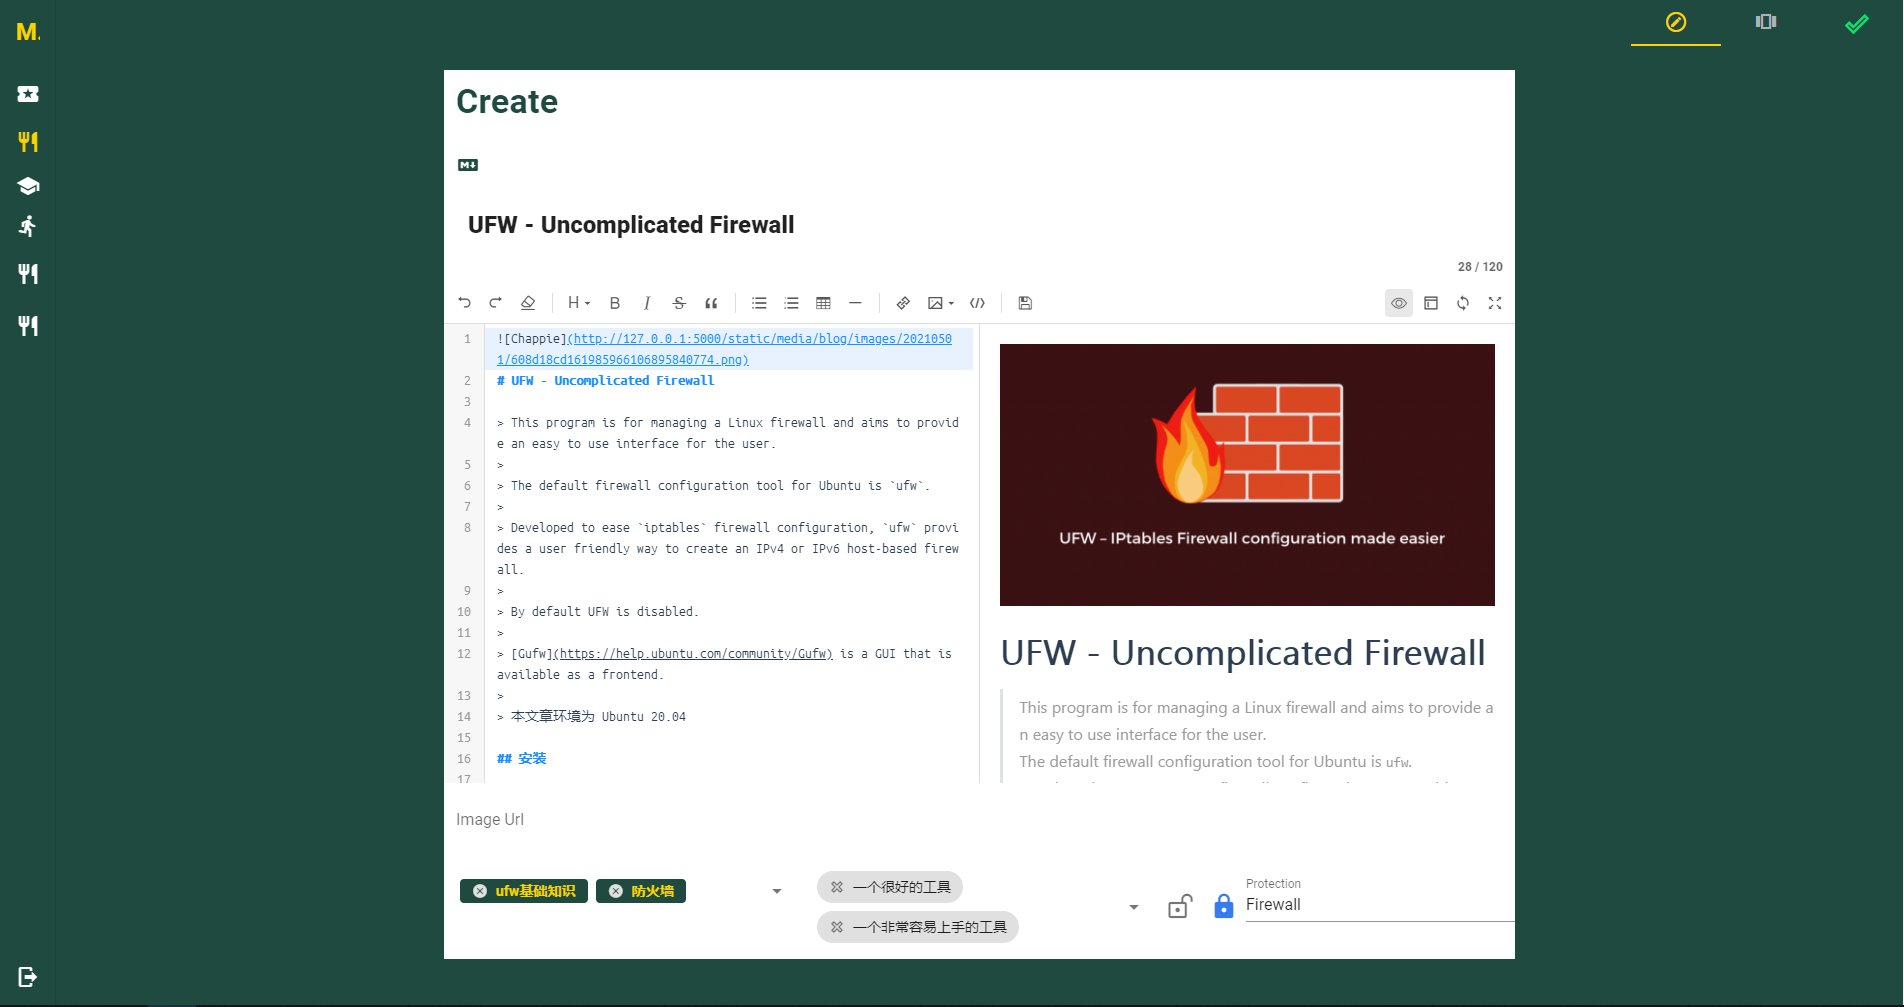 M.
Create
UFW - Uncomplicated Firewall
28 / 120
H
B
I
S
1 ![Chappie](http://127.0.0.1:5000/static/media/blog/images/2021050
1/608d18cd161985966106895840774.png)
2 # UFW - Uncomplicated Firewall
3
4 > This program is for managing a Linux firewall and aims to provid
e an easy to use interface for the user.
5 >
6 > The default firewall configuration tool for Ubuntu is `ufw`.
7 >
8 > Developed to ease `iptables` firewall configuration, `ufw` provi
des a user friendly way to create an IPv4 or IPv6 host-based firew
all.
9 >
10 > By default UFW is disabled.
11 >
12 > [Gufw](https://help.ubuntu.com/community/Gufw) is a GUI that is
available as a frontend.
13 >
14 > 本文章环境为 Ubuntu 20.04
15
16 ## 安装
17
UFW – IPtables Firewall configuration made easier
UFW - Uncomplicated Firewall
This program is for managing a Linux firewall and aims to provide a
n easy to use interface for the user.
The default firewall configuration tool for Ubuntu is ufw.
Image Url
ufw基础知识
防火墙
一个很好的工具
一个非常容易上手的工具
Protection
Firewall